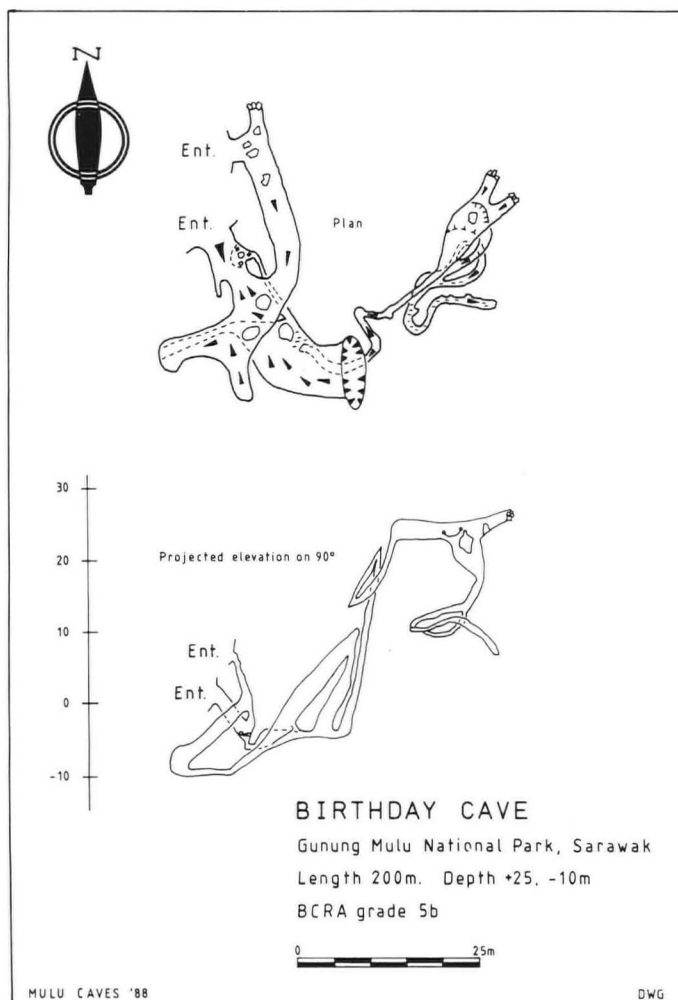 N
Ent.
Ent.
Plan
30
20
10
0
-10
Projected elevation on 90°
Ent.
Ent.
BIRTHDAY CAVE
Gunung Mulu National Park, Sarawak
Length 200m. Depth +25, -10m
BCRA grade 5b
0 25m
MULU CAVES '88 DWG